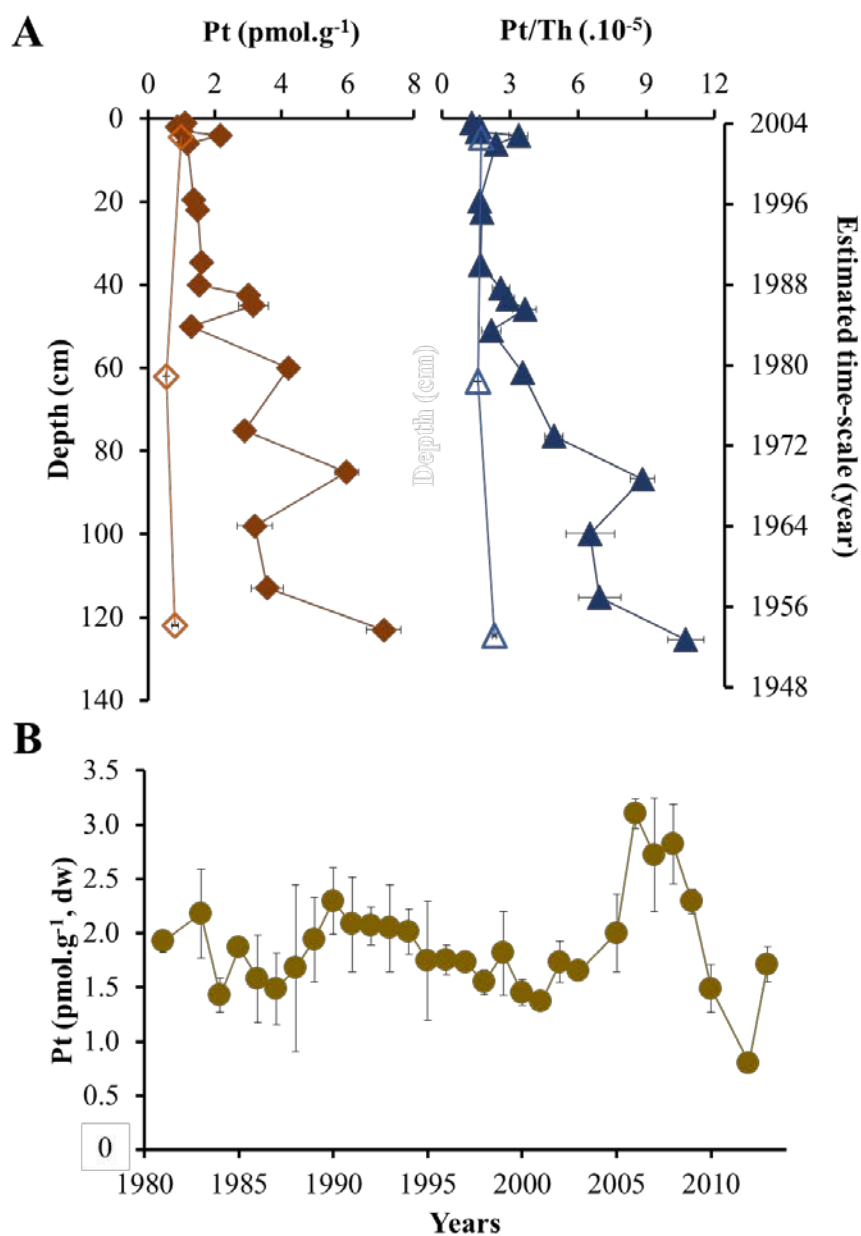 A
Pt (pmol.g⁻¹)
Pt/Th (.10⁻⁵)
0 2 4 6 8
0 3 6 9 12
0
20
40
60
80
100
120
140
Depth (cm)
Depth (cm)
2004
1996
1988
1980
1972
1964
1956
1948
Estimated time-scale (year)
B
3.5
3.0
2.5
2.0
1.5
1.0
0.5
0
Pt (pmol.g⁻¹, dw)
1980 1985 1990 1995 2000 2005 2010
Years